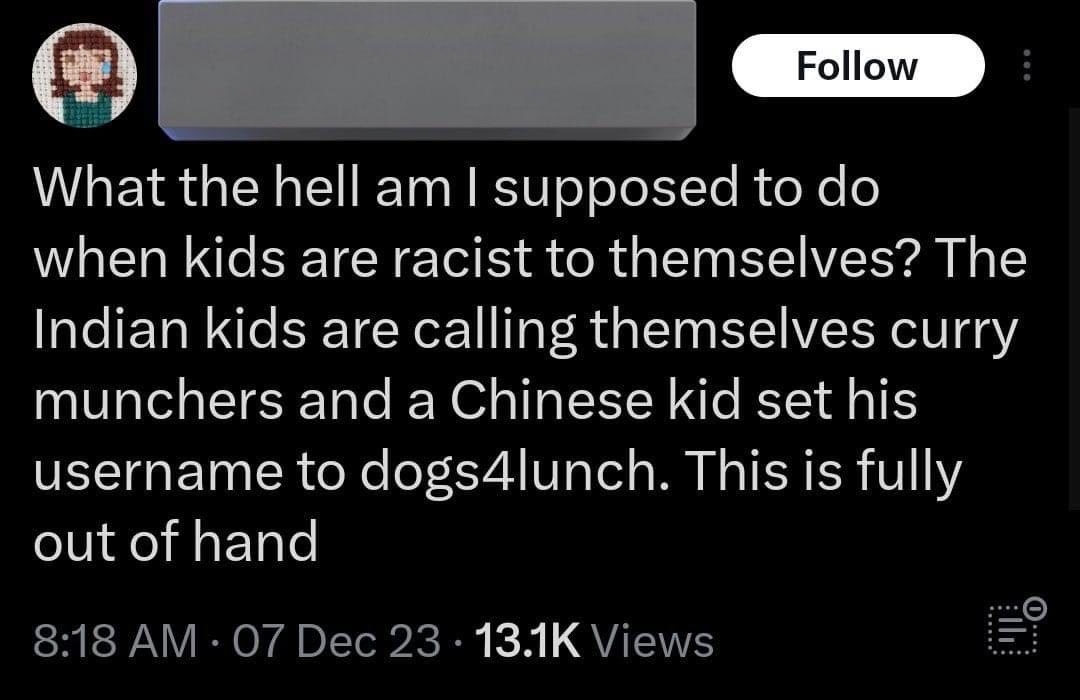 Follow
What the hell am I supposed to do
when kids are racist to themselves? The
Indian kids are calling themselves curry
munchers and a Chinese kid set his
username to dogs4lunch. This is fully
out of hand
8:18 AM · 07 Dec 23 · 13.1K Views